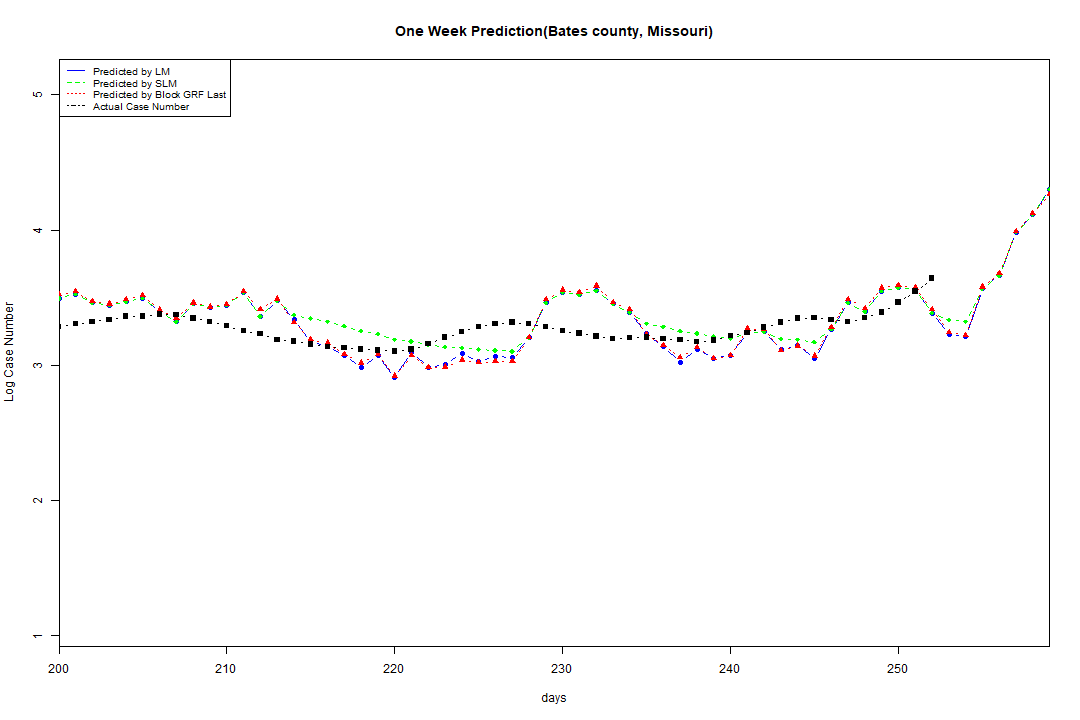 One Week Prediction(Bates county, Missouri)
Predicted by LM
Predicted by SLM
Predicted by Block GRF Last
Actual Case Number
5
4
3
2
1
Log Case Number
200 210 220 230 240 250
days